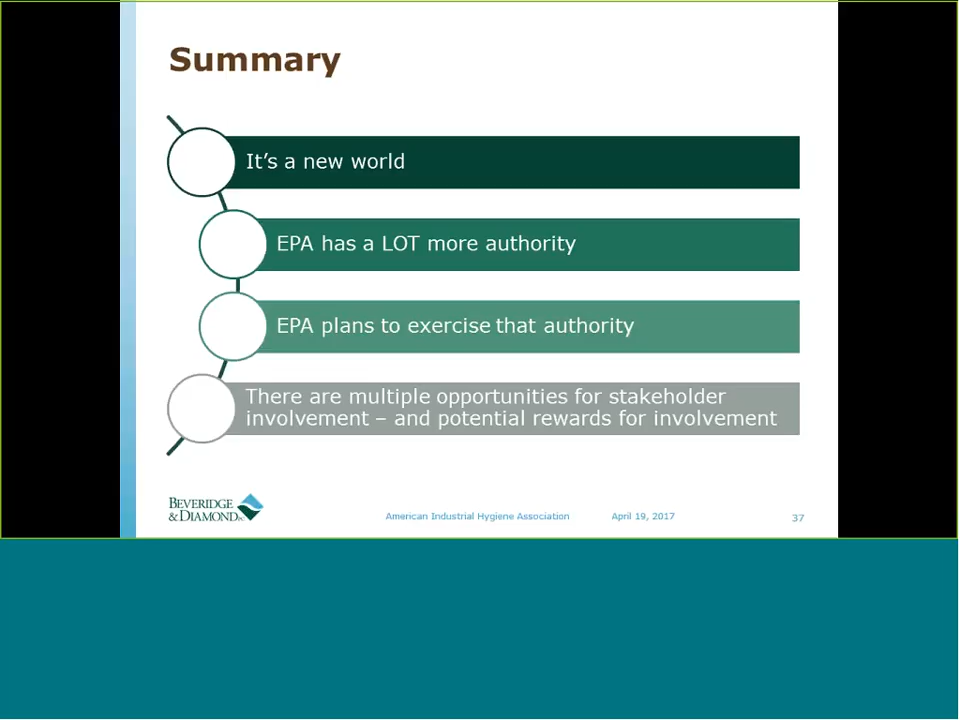 Summary
It's a new world
EPA has a LOT more authority
EPA plans to exercise that authority
There are multiple opportunities for stakeholder
involvement – and potential rewards for involvement
BEVERIDGE
& DIAMOND PC
American Industrial Hygiene Association April 19, 2017 37